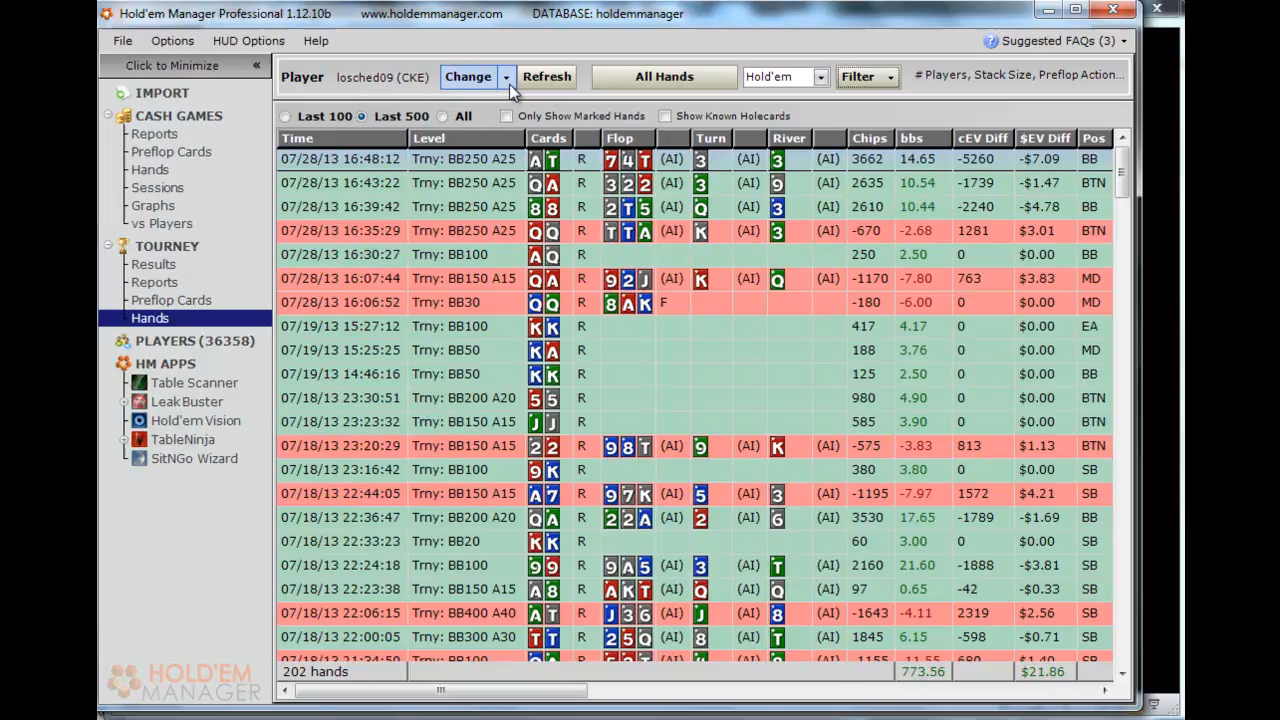 Hold'em Manager Professional 1.12.10b www.holdemmanager.com DATABASE: holdemmanager
File Options HUD Options Help Suggested FAQs (3)
Click to Minimize
Player losched09 (CKE) Change Refresh All Hands Hold'em Filter # Players, Stack Size, Preflop Action...
Last 100 Last 500 All Only Show Marked Hands Show Known Holecards
IMPORT
CASH GAMES
Reports
Preflop Cards
Hands
Sessions
Graphs
vs Players
TOURNEY
Results
Reports
Preflop Cards
Hands
PLAYERS (36358)
HM APPS
Table Scanner
LeakBuster
Hold'em Vision
TableNinja
SitNGo Wizard
HOLD'EM
MANAGER
Time Level Cards Flop Turn River Chips bbs cEV Diff $EV Diff Pos
07/28/13 16:48:12 Trny: BB250 A25 A T R 7 4 T (AI) 3 (AI) 3 (AI) 3662 14.65 -5260 -$7.09 BB
07/28/13 16:43:22 Trny: BB250 A25 Q A R 3 2 2 (AI) 3 (AI) 9 (AI) 2635 10.54 -1739 -$1.47 BTN
07/28/13 16:39:42 Trny: BB250 A25 8 8 R 2 T 5 (AI) Q (AI) 3 (AI) 2610 10.44 -2240 -$4.78 BB
07/28/13 16:35:29 Trny: BB250 A25 Q Q R T T A (AI) K (AI) 3 (AI) -670 -2.68 1281 $3.01 BTN
07/28/13 16:30:27 Trny: BB100 A Q R 250 2.50 0 $0.00 BB
07/28/13 16:07:44 Trny: BB150 A15 Q A R 9 2 J (AI) K (AI) Q (AI) -1170 -7.80 763 $3.83 MD
07/28/13 16:06:52 Trny: BB30 Q Q R 8 A K F -180 -6.00 0 $0.00 MD
07/19/13 15:27:12 Trny: BB100 K K R 417 4.17 0 $0.00 EA
07/19/13 15:25:25 Trny: BB50 K A R 188 3.76 0 $0.00 MD
07/19/13 14:46:16 Trny: BB50 K K R 125 2.50 0 $0.00 BB
07/18/13 23:30:51 Trny: BB200 A20 5 5 R 980 4.90 0 $0.00 BB
07/18/13 23:23:32 Trny: BB150 A15 J J R 585 3.90 0 $0.00 BTN
07/18/13 23:20:29 Trny: BB150 A15 2 2 R 9 8 T (AI) 9 (AI) K (AI) -575 -3.83 813 $1.13 BTN
07/18/13 23:16:42 Trny: BB100 9 K R 380 3.80 0 $0.00 SB
07/18/13 22:44:05 Trny: BB150 A15 A 7 R 9 7 K (AI) 5 (AI) 3 (AI) -1195 -7.97 1572 $4.21 SB
07/18/13 22:36:47 Trny: BB200 A20 Q A R 2 2 A (AI) 2 (AI) 6 (AI) 3530 17.65 -1789 -$1.69 BB
07/18/13 22:33:23 Trny: BB20 K K R 60 3.00 0 $0.00 BB
07/18/13 22:24:18 Trny: BB100 9 9 R 9 A 5 (AI) 3 (AI) T (AI) 2160 21.60 -1888 -$3.81 BB
07/18/13 22:23:38 Trny: BB150 A15 A 8 R A K T (AI) Q (AI) Q (AI) 97 0.65 -42 -$0.33 SB
07/18/13 22:06:15 Trny: BB400 A40 A T R J 3 6 (AI) J (AI) 8 (AI) -1643 -4.11 2319 $2.56 SB
07/18/13 22:00:05 Trny: BB300 A30 T T R 2 5 Q (AI) 8 (AI) T (AI) 1845 6.15 -598 -$0.71 SB
202 hands 773.56 $21.86